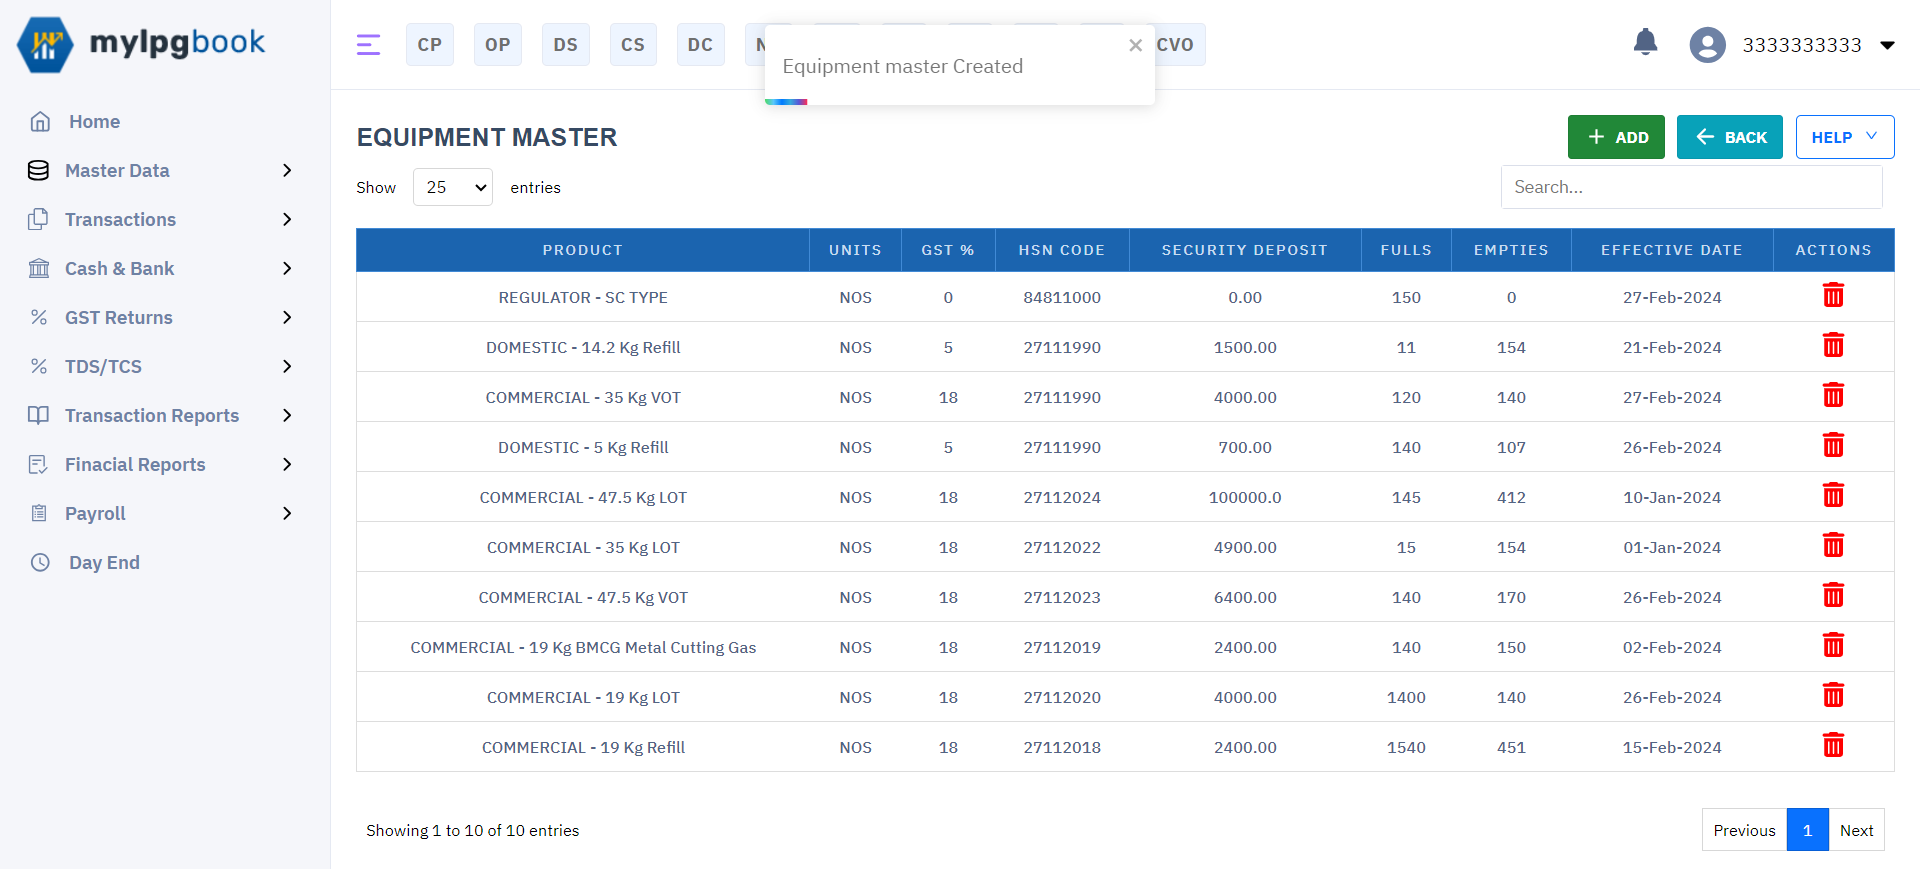 mylpgbook
CP OP DS CS DC CVO
3333333333
Equipment master Created
Home
Master Data
Transactions
Cash & Bank
GST Returns
TDS/TCS
Transaction Reports
Finacial Reports
Payroll
Day End
EQUIPMENT MASTER
ADD BACK HELP
Show 25 entries
Search...
PRODUCT UNITS GST % HSN CODE SECURITY DEPOSIT FULLS EMPTIES EFFECTIVE DATE ACTIONS
REGULATOR - SC TYPE NOS 0 84811000 0.00 150 0 27-Feb-2024
DOMESTIC - 14.2 Kg Refill NOS 5 27111990 1500.00 11 154 21-Feb-2024
COMMERCIAL - 35 Kg VOT NOS 18 27111990 4000.00 120 140 27-Feb-2024
DOMESTIC - 5 Kg Refill NOS 5 27111990 700.00 140 107 26-Feb-2024
COMMERCIAL - 47.5 Kg LOT NOS 18 27112024 100000.0 145 412 10-Jan-2024
COMMERCIAL - 35 Kg LOT NOS 18 27112022 4900.00 15 154 01-Jan-2024
COMMERCIAL - 47.5 Kg VOT NOS 18 27112023 6400.00 140 170 26-Feb-2024
COMMERCIAL - 19 Kg BMCG Metal Cutting Gas NOS 18 27112019 2400.00 140 150 02-Feb-2024
COMMERCIAL - 19 Kg LOT NOS 18 27112020 4000.00 1400 140 26-Feb-2024
COMMERCIAL - 19 Kg Refill NOS 18 27112018 2400.00 1540 451 15-Feb-2024
Showing 1 to 10 of 10 entries
Previous 1 Next